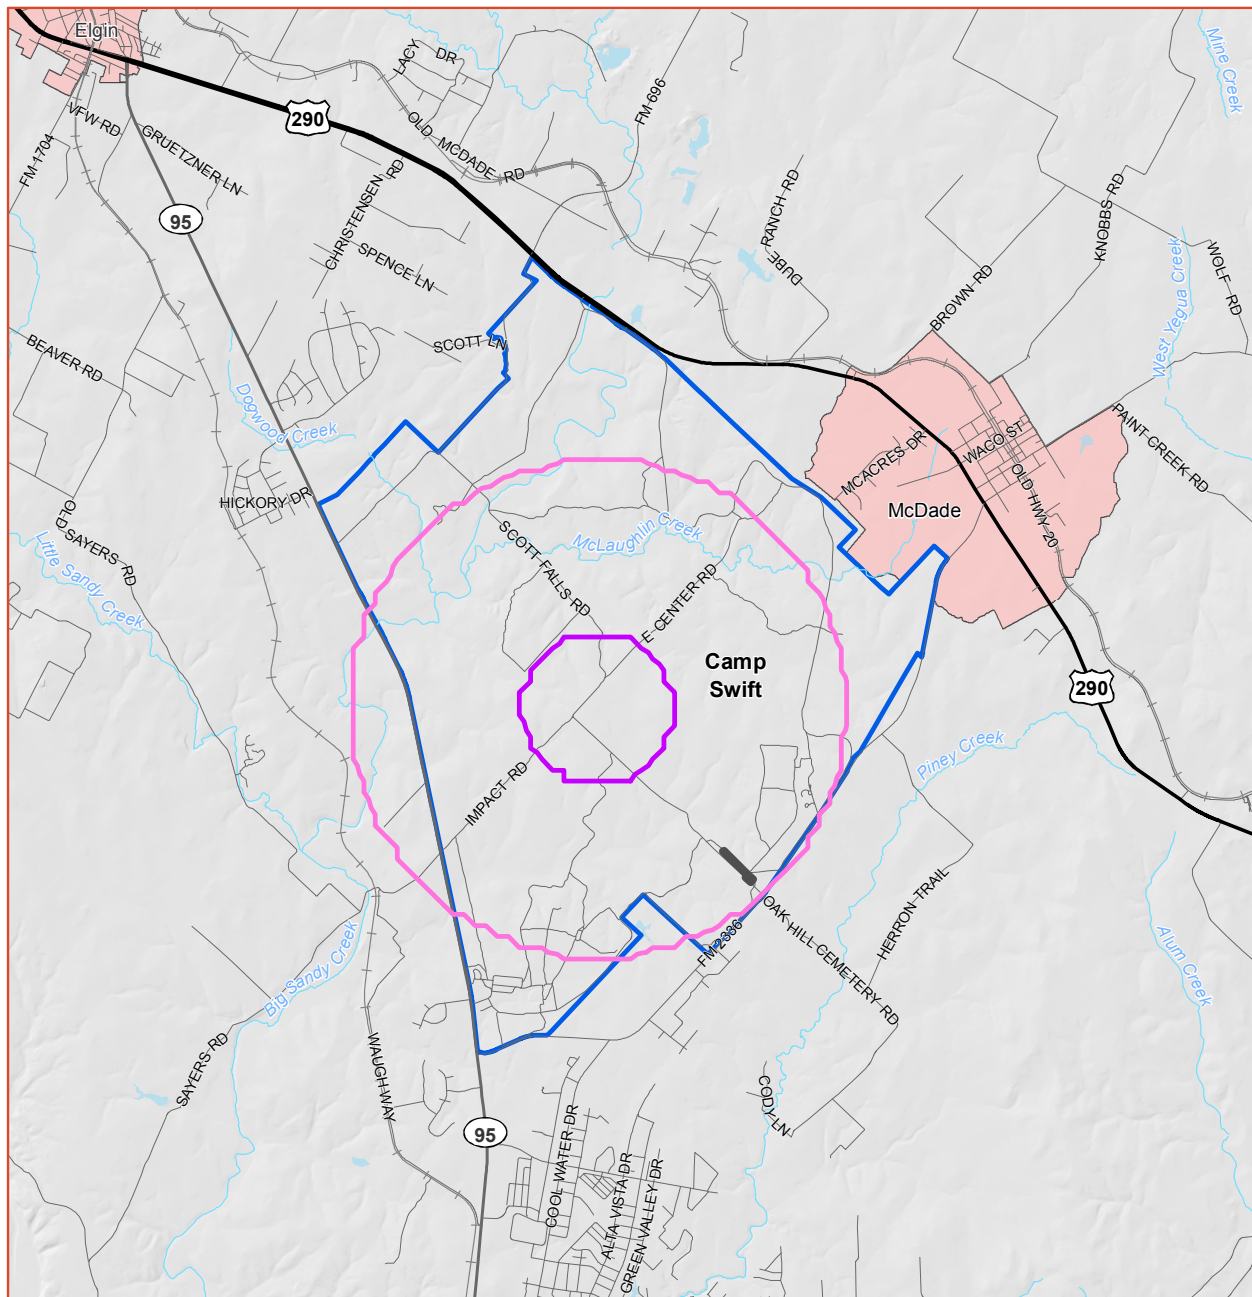 Elgin
LACY DR
Mine Creek
290
FM 696
VFW RD
GRUETZNER LN
OLD MCDADE RD
FM 1704
CHRISTENSEN RD
DUBE RANCH RD
KNOBBS RD
95
SPENCE LN
WOLF RD
West Yegua Creek
BROWN RD
BEAVER RD
SCOTT LN
Dogwood Creek
PAINT CREEK RD
MCACRES DR
WACO ST
OLD HWY 20
HICKORY DR
McDade
OLD SAYERS RD
Little Sandy Creek
SCOTT FALLS RD
McLaughlin Creek
E CENTER RD
Camp
Swift
290
Piney Creek
IMPACT RD
HERRON TRAIL
OAK HILL CEMETERY RD
FM 2336
Alum Creek
Big Sandy Creek
SAYERS RD
WAUGH WAY
CODY LN
95
COOL WATER DR
ALTA VISTA DR
GREEN VALLEY DR